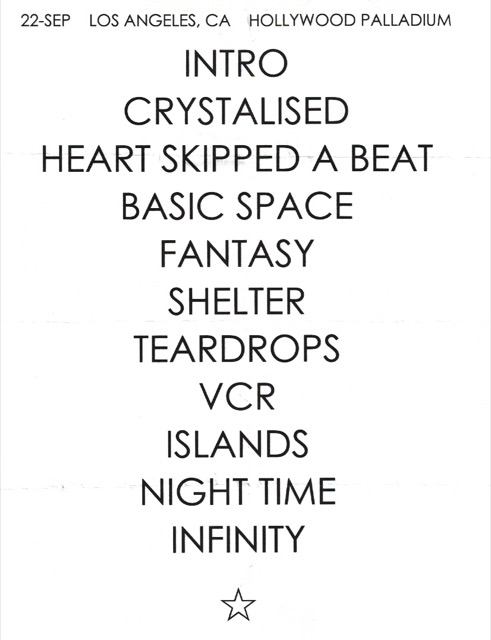 22-SEP LOS ANGELES, CA HOLLYWOOD PALLADIUM
INTRO
CRYSTALISED
HEART SKIPPED A BEAT
BASIC SPACE
FANTASY
SHELTER
TEARDROPS
VCR
ISLANDS
NIGHT TIME
INFINITY